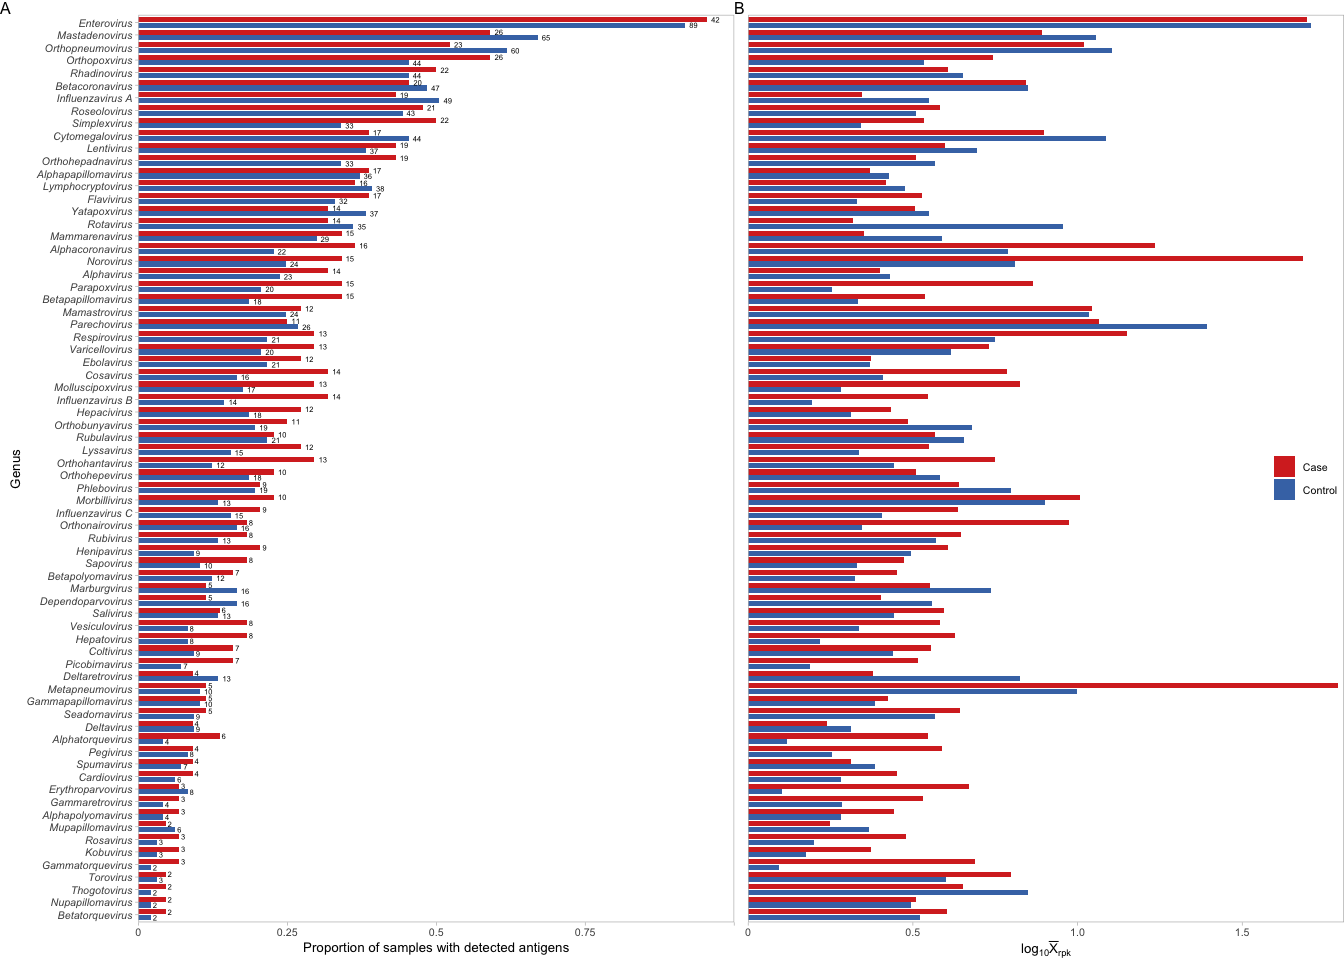 A
B
Enterovirus 42 89
Mastadenovirus 26 65
Orthopneumovirus 23 60
Orthopoxvirus 26 44
Rhadinovirus 22 44
Betacoronavirus 20 47
Influenzavirus A 19 49
Roseolovirus 21 43
Simplexvirus 22 33
Cytomegalovirus 17 44
Lentivirus 19 37
Orthohepadnavirus 19 33
Alphapapillomavirus 17 36
Lymphocryptovirus 16 38
Flavivirus 17 32
Yatapoxvirus 14 37
Rotavirus 14 35
Mammarenavirus 15 29
Alphacoronavirus 16 22
Norovirus 15 24
Alphavirus 14 23
Parapoxvirus 15 20
Betapapillomavirus 15 18
Mamastrovirus 12 24
Parechovirus 11 26
Respirovirus 13 21
Varicellovirus 13 20
Ebolavirus 12 21
Cosavirus 14 16
Molluscipoxvirus 13 17
Influenzavirus B 14 14
Hepacivirus 12 18
Orthobunyavirus 11 19
Rubulavirus 10 21
Lyssavirus 12 15
Orthohantavirus 13 12
Orthohepevirus 10 18
Phlebovirus 9 19
Morbillivirus 10 13
Influenzavirus C 9 15
Orthonairovirus 8 16
Rubivirus 8 13
Henipavirus 9 9
Sapovirus 8 10
Betapolyomavirus 7 12
Marburgvirus 5 16
Dependoparvovirus 5 16
Salivirus 6 13
Vesiculovirus 8 8
Hepatovirus 8 8
Coltivirus 7 9
Picobirnavirus 7 7
Deltaretrovirus 4 13
Metapneumovirus 5 10
Gammapapillomavirus 5 10
Seadornavirus 5 9
Deltavirus 4 9
Alphatorquevirus 6 4
Pegivirus 4 8
Spumavirus 4 7
Cardiovirus 4 6
Erythroparvovirus 3 8
Gammaretrovirus 3 4
Alphapolyomavirus 3 4
Mupapillomavirus 2 6
Rosavirus 3 3
Kobuvirus 3 3
Gammatorquevirus 3 2
Torovirus 2 3
Thogotovirus 2 2
Nupapillomavirus 2 2
Betatorquevirus 2 2
Genus
0 0.25 0.5 0.75
Proportion of samples with detected antigens
0 0.5 1.0 1.5
log₁₀X̅rpk
Case
Control